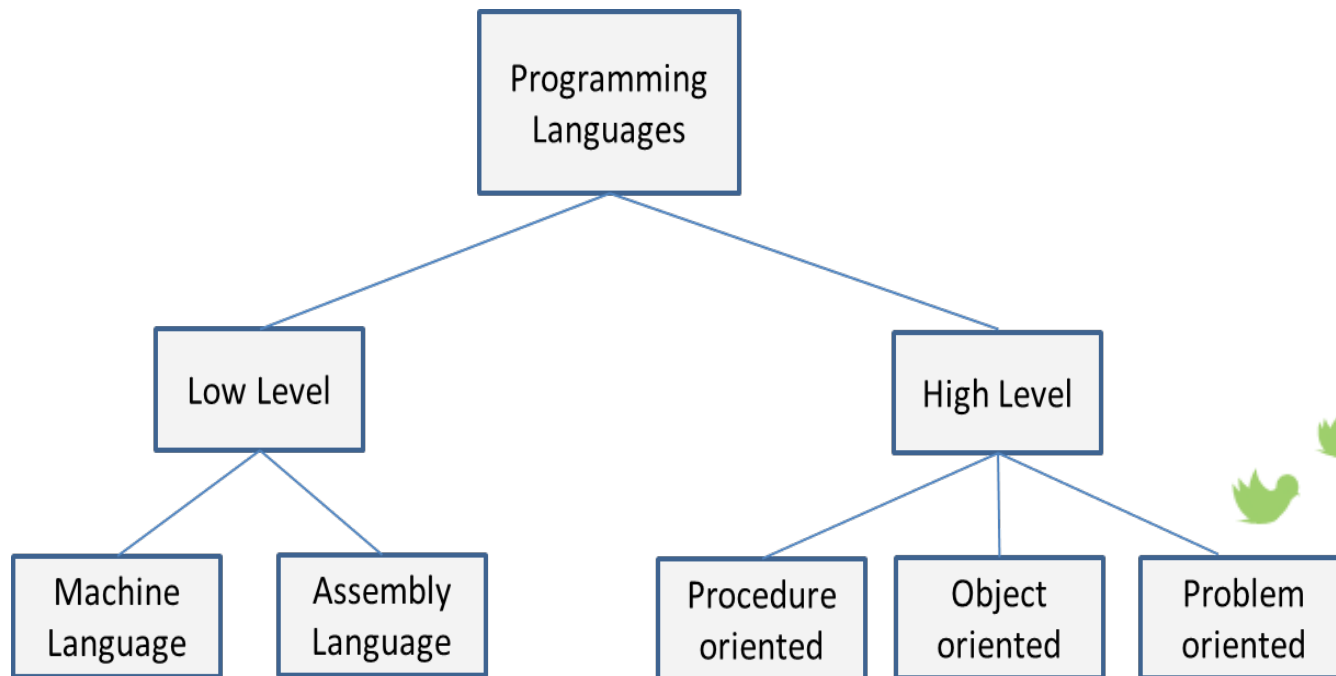 Programming
Languages
Low Level
High Level
Machine
Language
Assembly
Language
Procedure
oriented
Object
oriented
Problem
oriented